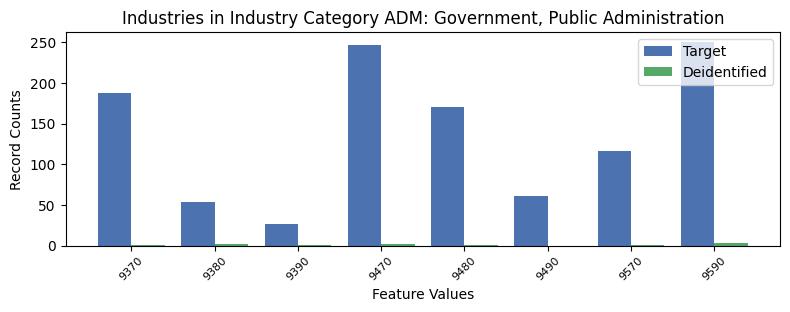 Industries in Industry Category ADM: Government, Public Administration
Record Counts
250
200
150
100
50
0
Target
Deidentified
9370
9380
9390
9470
9480
9490
9570
9590
Feature Values